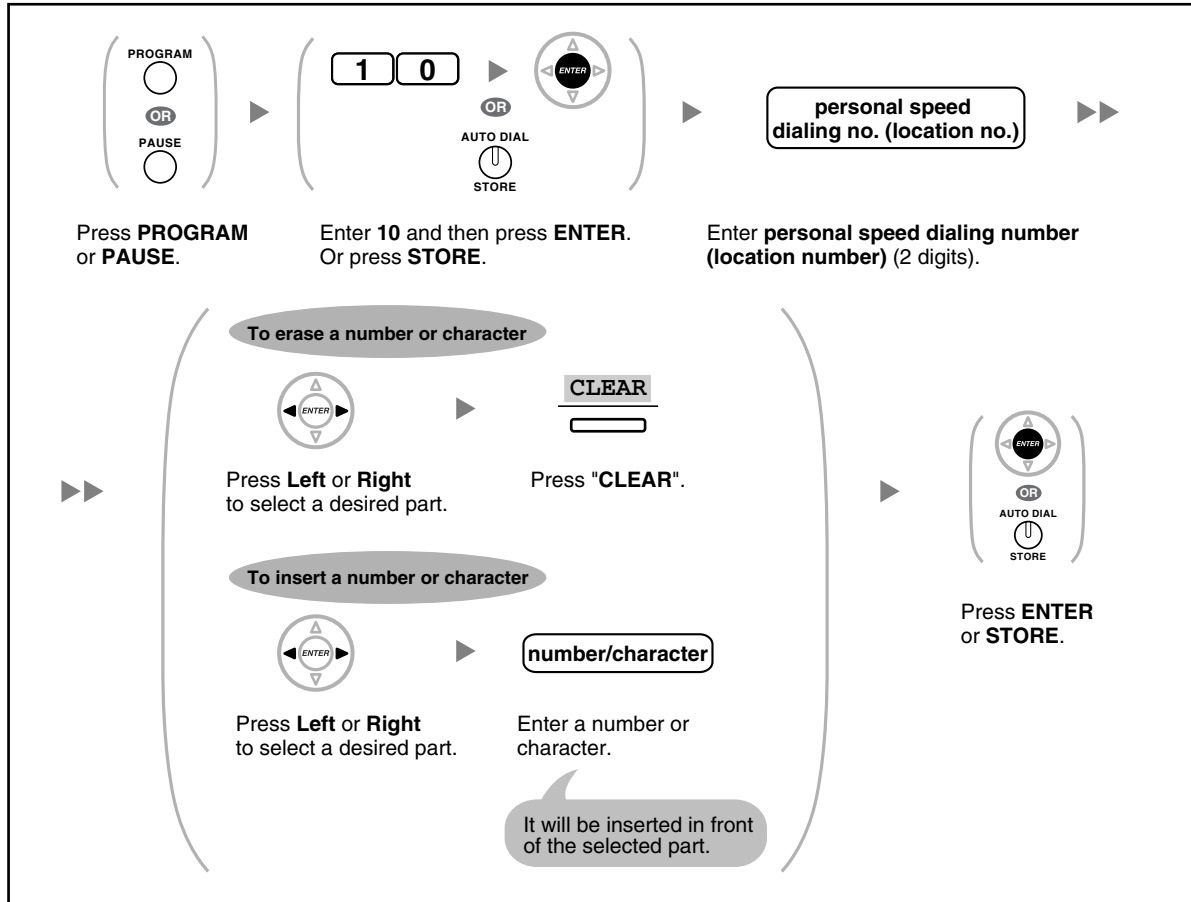 PROGRAM
OR
PAUSE
1 0
ENTER
OR
AUTO DIAL
STORE
personal speed
dialing no. (location no.)
Press PROGRAM
or PAUSE.
Enter 10 and then press ENTER.
Or press STORE.
Enter personal speed dialing number
(location number) (2 digits).
To erase a number or character
ENTER
CLEAR
Press Left or Right
to select a desired part.
Press "CLEAR".
To insert a number or character
ENTER
number/character
Press Left or Right
to select a desired part.
Enter a number or
character.
It will be inserted in front
of the selected part.
ENTER
OR
AUTO DIAL
STORE
Press ENTER
or STORE.